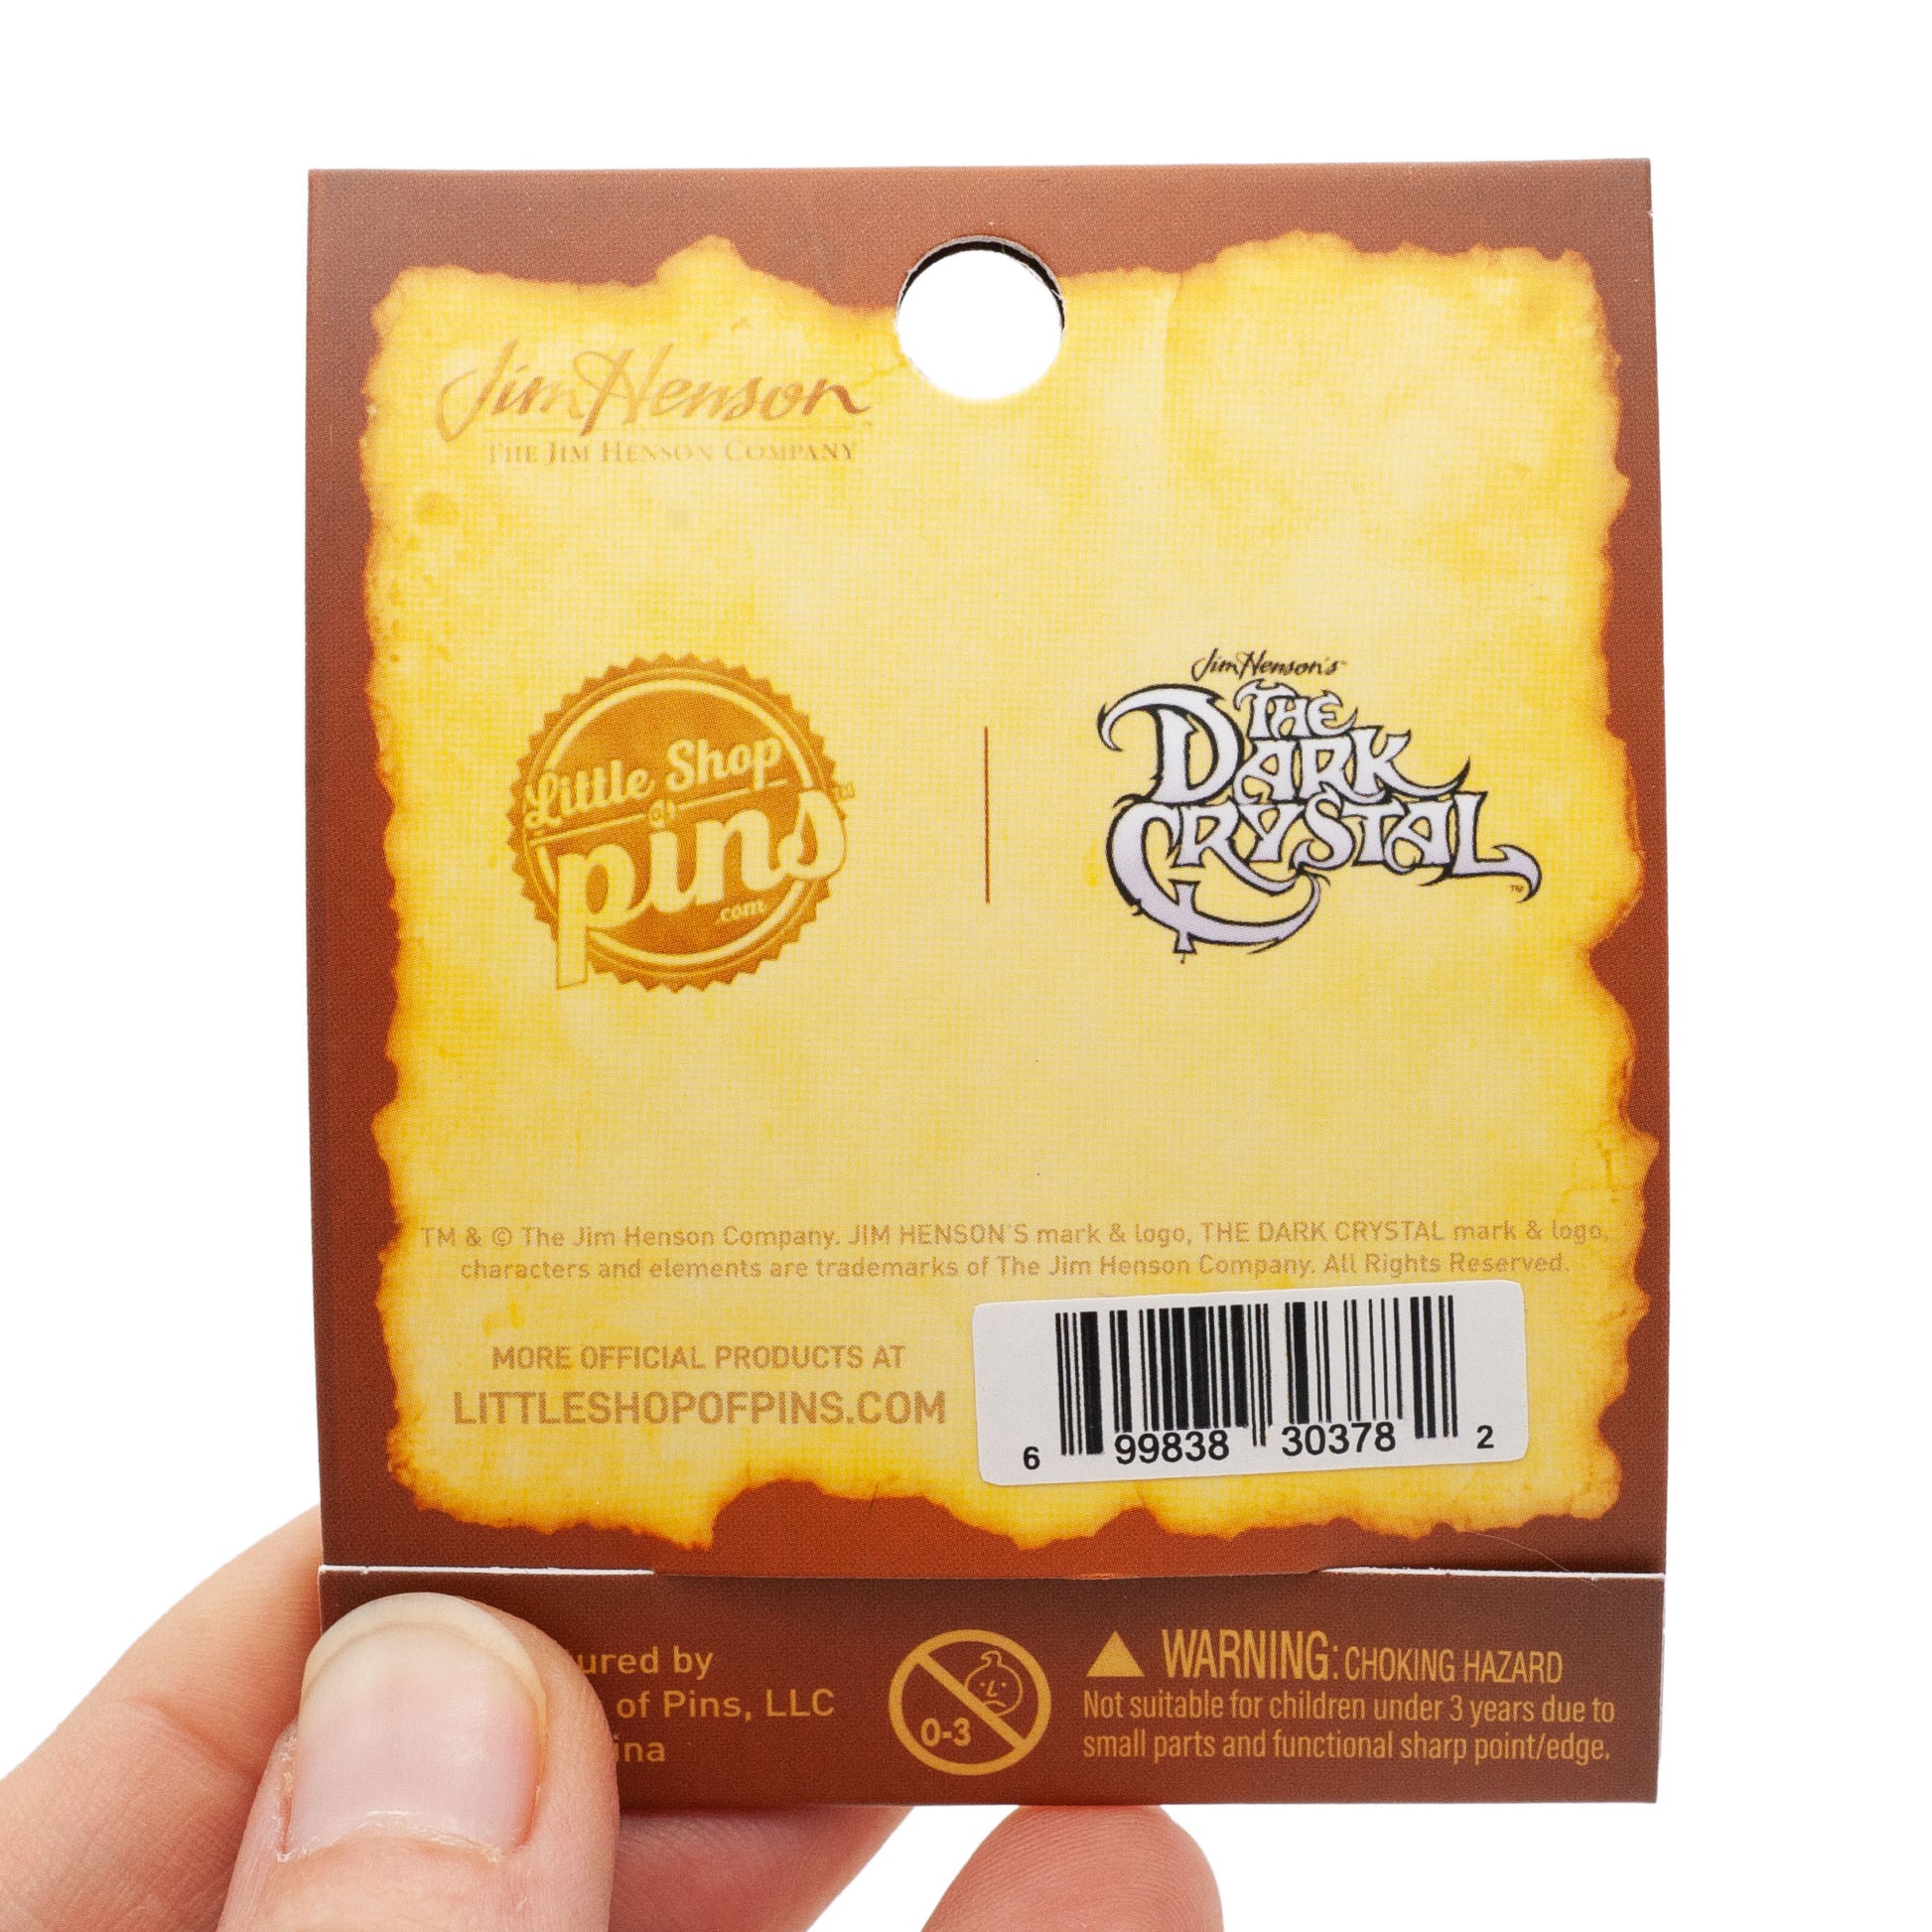 Jim Henson™
THE JIM HENSON COMPANY
Little Shop
of
pins
.com
Jim Henson's™
THE
DARK
CRYSTAL™
TM & © The Jim Henson Company. JIM HENSON'S mark & logo, THE DARK CRYSTAL mark & logo,
characters and elements are trademarks of The Jim Henson Company. All Rights Reserved.
MORE OFFICIAL PRODUCTS AT
LITTLESHOPOFPINS.COM
6 99838 30378 2
by
of Pins, LLC
0-3
WARNING: CHOKING HAZARD
Not suitable for children under 3 years due to
small parts and functional sharp point/edge.